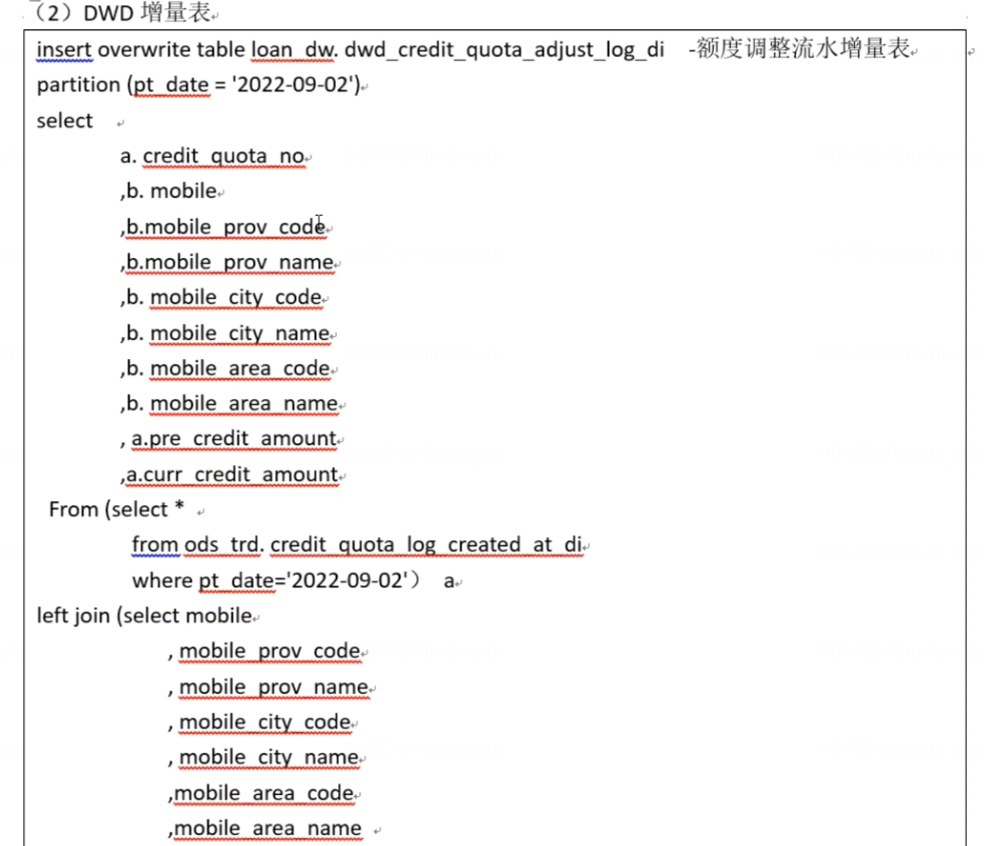 （2）DWD 增量表
insert overwrite table loan_dw. dwd_credit_quota_adjust_log_di -额度调整流水增量表
partition (pt_date = '2022-09-02')
select
a. credit_quota_no
,b. mobile
,b.mobile_prov_code
,b.mobile_prov_name
,b. mobile_city_code
,b. mobile_city_name
,b. mobile_area_code
,b. mobile_area_name
, a.pre_credit_amount
,a.curr_credit_amount
From (select *
from ods_trd. credit_quota_log_created_at_di
where pt_date='2022-09-02'） a
left join (select mobile
, mobile_prov_code
, mobile_prov_name
, mobile_city_code
, mobile_city_name
,mobile_area_code
,mobile_area_name